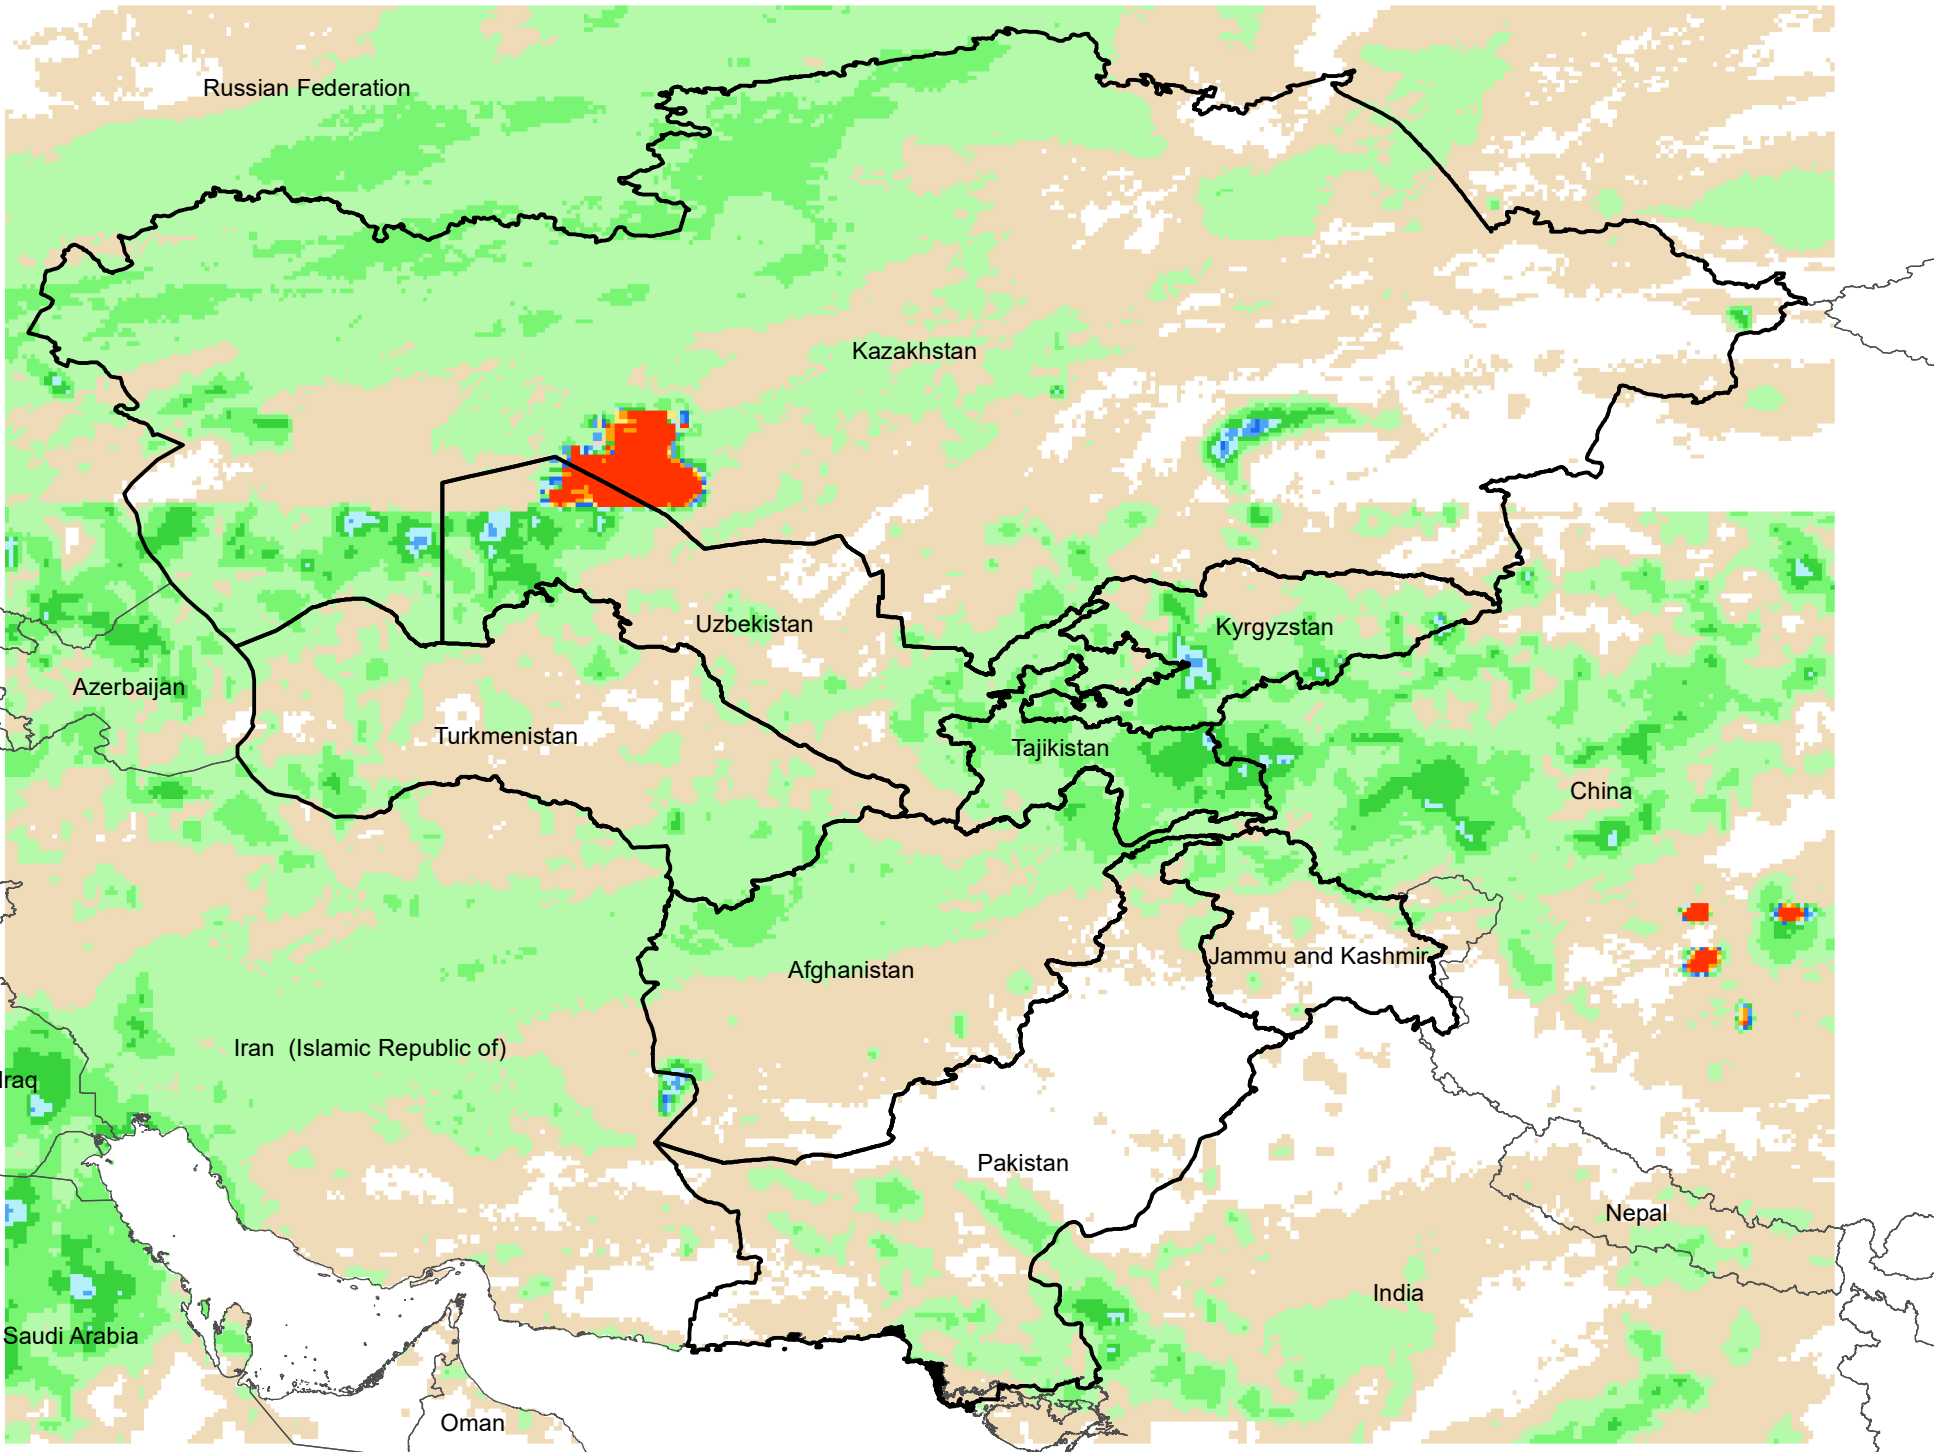 Russian Federation
Kazakhstan
Uzbekistan
Kyrgyzstan
Azerbaijan
Turkmenistan
Tajikistan
China
Afghanistan
Jammu and Kashmir
Iran (Islamic Republic of)
Iraq
Pakistan
Nepal
India
Saudi Arabia
Oman